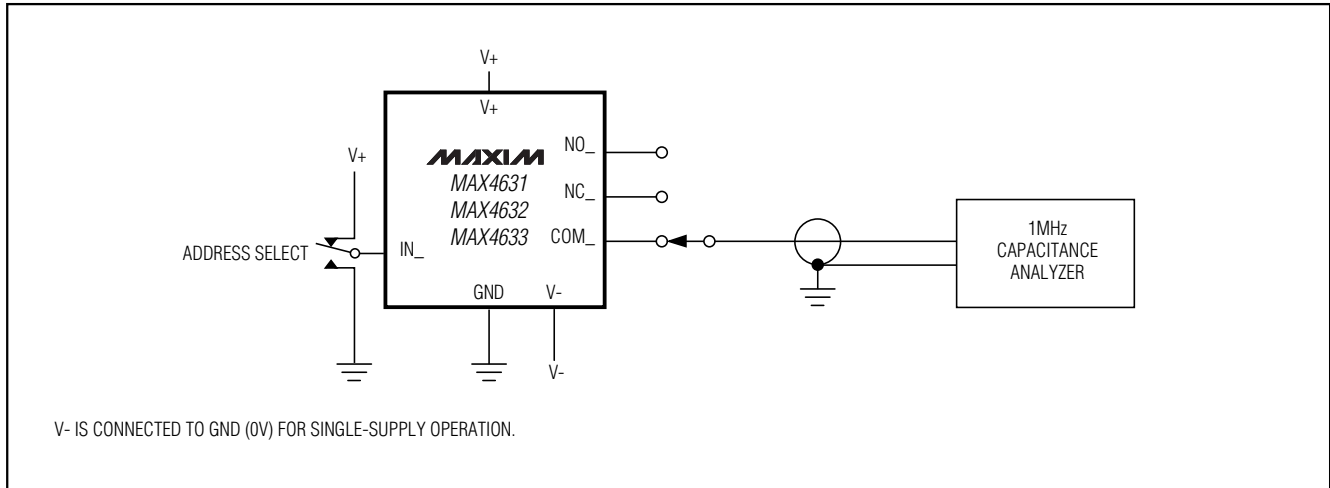 V+
V+
MAXIM
MAX4631
MAX4632
MAX4633
NO_
NC_
COM_
V+
ADDRESS SELECT
IN_
GND
V-
V-
1MHz
CAPACITANCE
ANALYZER
V- IS CONNECTED TO GND (0V) FOR SINGLE-SUPPLY OPERATION.